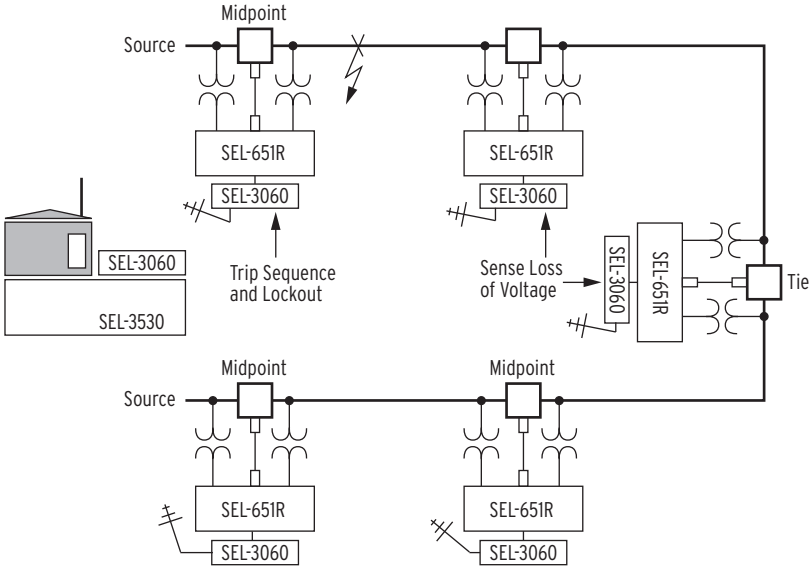 Midpoint
Source
SEL-651R
SEL-651R
SEL-3060
SEL-3060
Trip Sequence
and Lockout
Sense Loss
of Voltage
SEL-3060
SEL-651R
Tie
SEL-3060
SEL-3530
Midpoint
Midpoint
Source
SEL-651R
SEL-651R
SEL-3060
SEL-3060